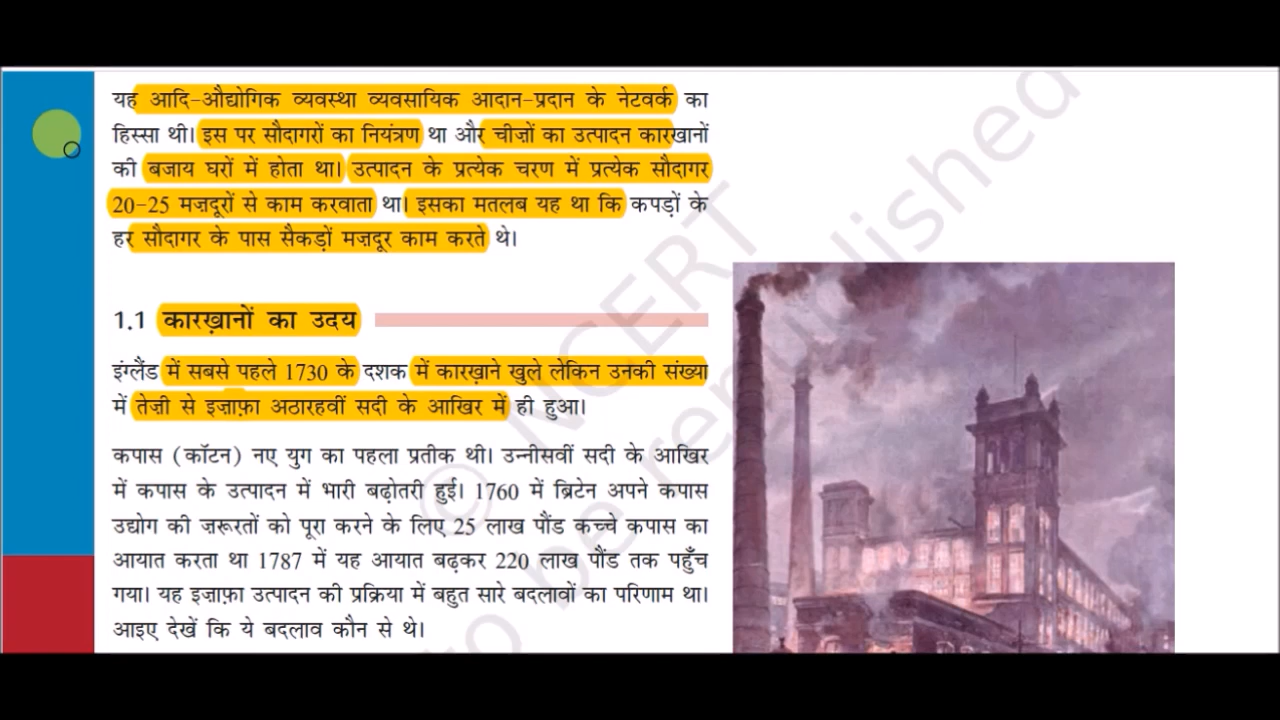 यह आदि-औद्योगिक व्यवस्था व्यवसायिक आदान-प्रदान के नेटवर्क का
हिस्सा थी। इस पर सौदागरों का नियंत्रण था और चीज़ों का उत्पादन कारखानों
की बजाय घरों में होता था। उत्पादन के प्रत्येक चरण में प्रत्येक सौदागर
20-25 मज़दूरों से काम करवाता था। इसका मतलब यह था कि कपड़ों के
हर सौदागर के पास सैकड़ों मज़दूर काम करते थे।
1.1 कारख़ानों का उदय
इंग्लैंड में सबसे पहले 1730 के दशक में कारख़ाने खुले लेकिन उनकी संख्या
में तेज़ी से इज़ाफ़ा अठारहवीं सदी के आखिर में ही हुआ।
कपास (कॉटन) नए युग का पहला प्रतीक थी। उन्नीसवीं सदी के आखिर
में कपास के उत्पादन में भारी बढ़ोतरी हुई। 1760 में ब्रिटेन अपने कपास
उद्योग की ज़रूरतों को पूरा करने के लिए 25 लाख पौंड कच्चे कपास का
आयात करता था 1787 में यह आयात बढ़कर 220 लाख पौंड तक पहुँच
गया। यह इज़ाफ़ा उत्पादन की प्रक्रिया में बहुत सारे बदलावों का परिणाम था।
आइए देखें कि ये बदलाव कौन से थे।
© NCERT
to be republished